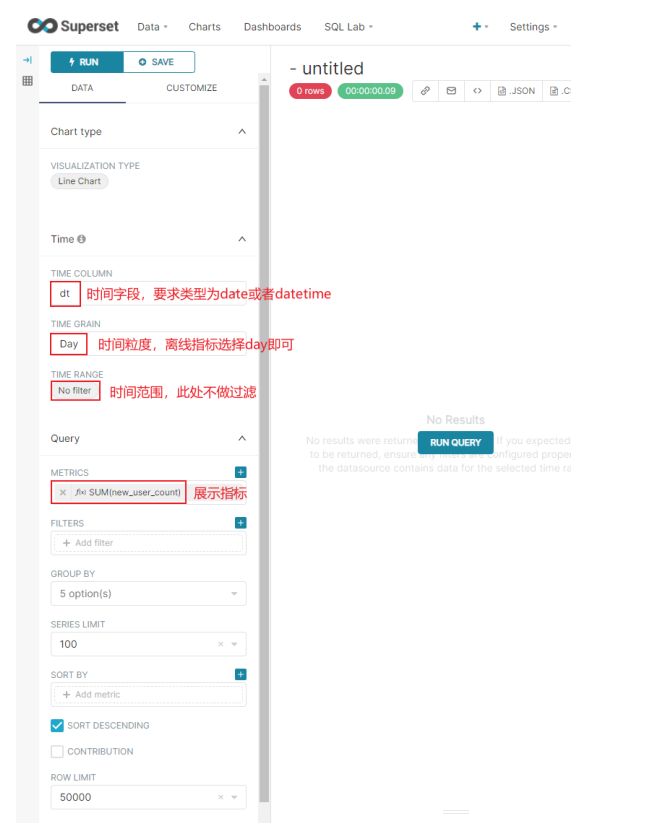 Superset Data Charts Dashboards SQL Lab + Settings
RUN SAVE
DATA CUSTOMIZE
- untitled
0 rows 00:00:00.09 .JSON .C
Chart type
VISUALIZATION TYPE
Line Chart
Time
TIME COLUMN
dt 时间字段，要求类型为date或者datetime
TIME GRAIN
Day 时间粒度，离线指标选择day即可
TIME RANGE
No filter 时间范围，此处不做过滤
Query
METRICS
× f(x) SUM(new_user_count) 展示指标
FILTERS
+ Add filter
GROUP BY
5 option(s)
SERIES LIMIT
100
SORT BY
+ Add metric
SORT DESCENDING
CONTRIBUTION
ROW LIMIT
50000
No Results
No results were returne If you expected
RUN QUERY
to be returned, ensure any filters are configured proper
the datasource contains data for the selected time ra